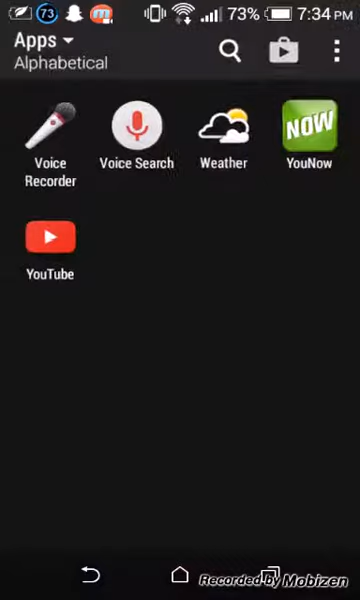 73 m 73% 7:34 PM
Apps
Alphabetical
NOW
Voice Recorder
Voice Search
Weather
YouNow
YouTube
Recorded by Mobizen